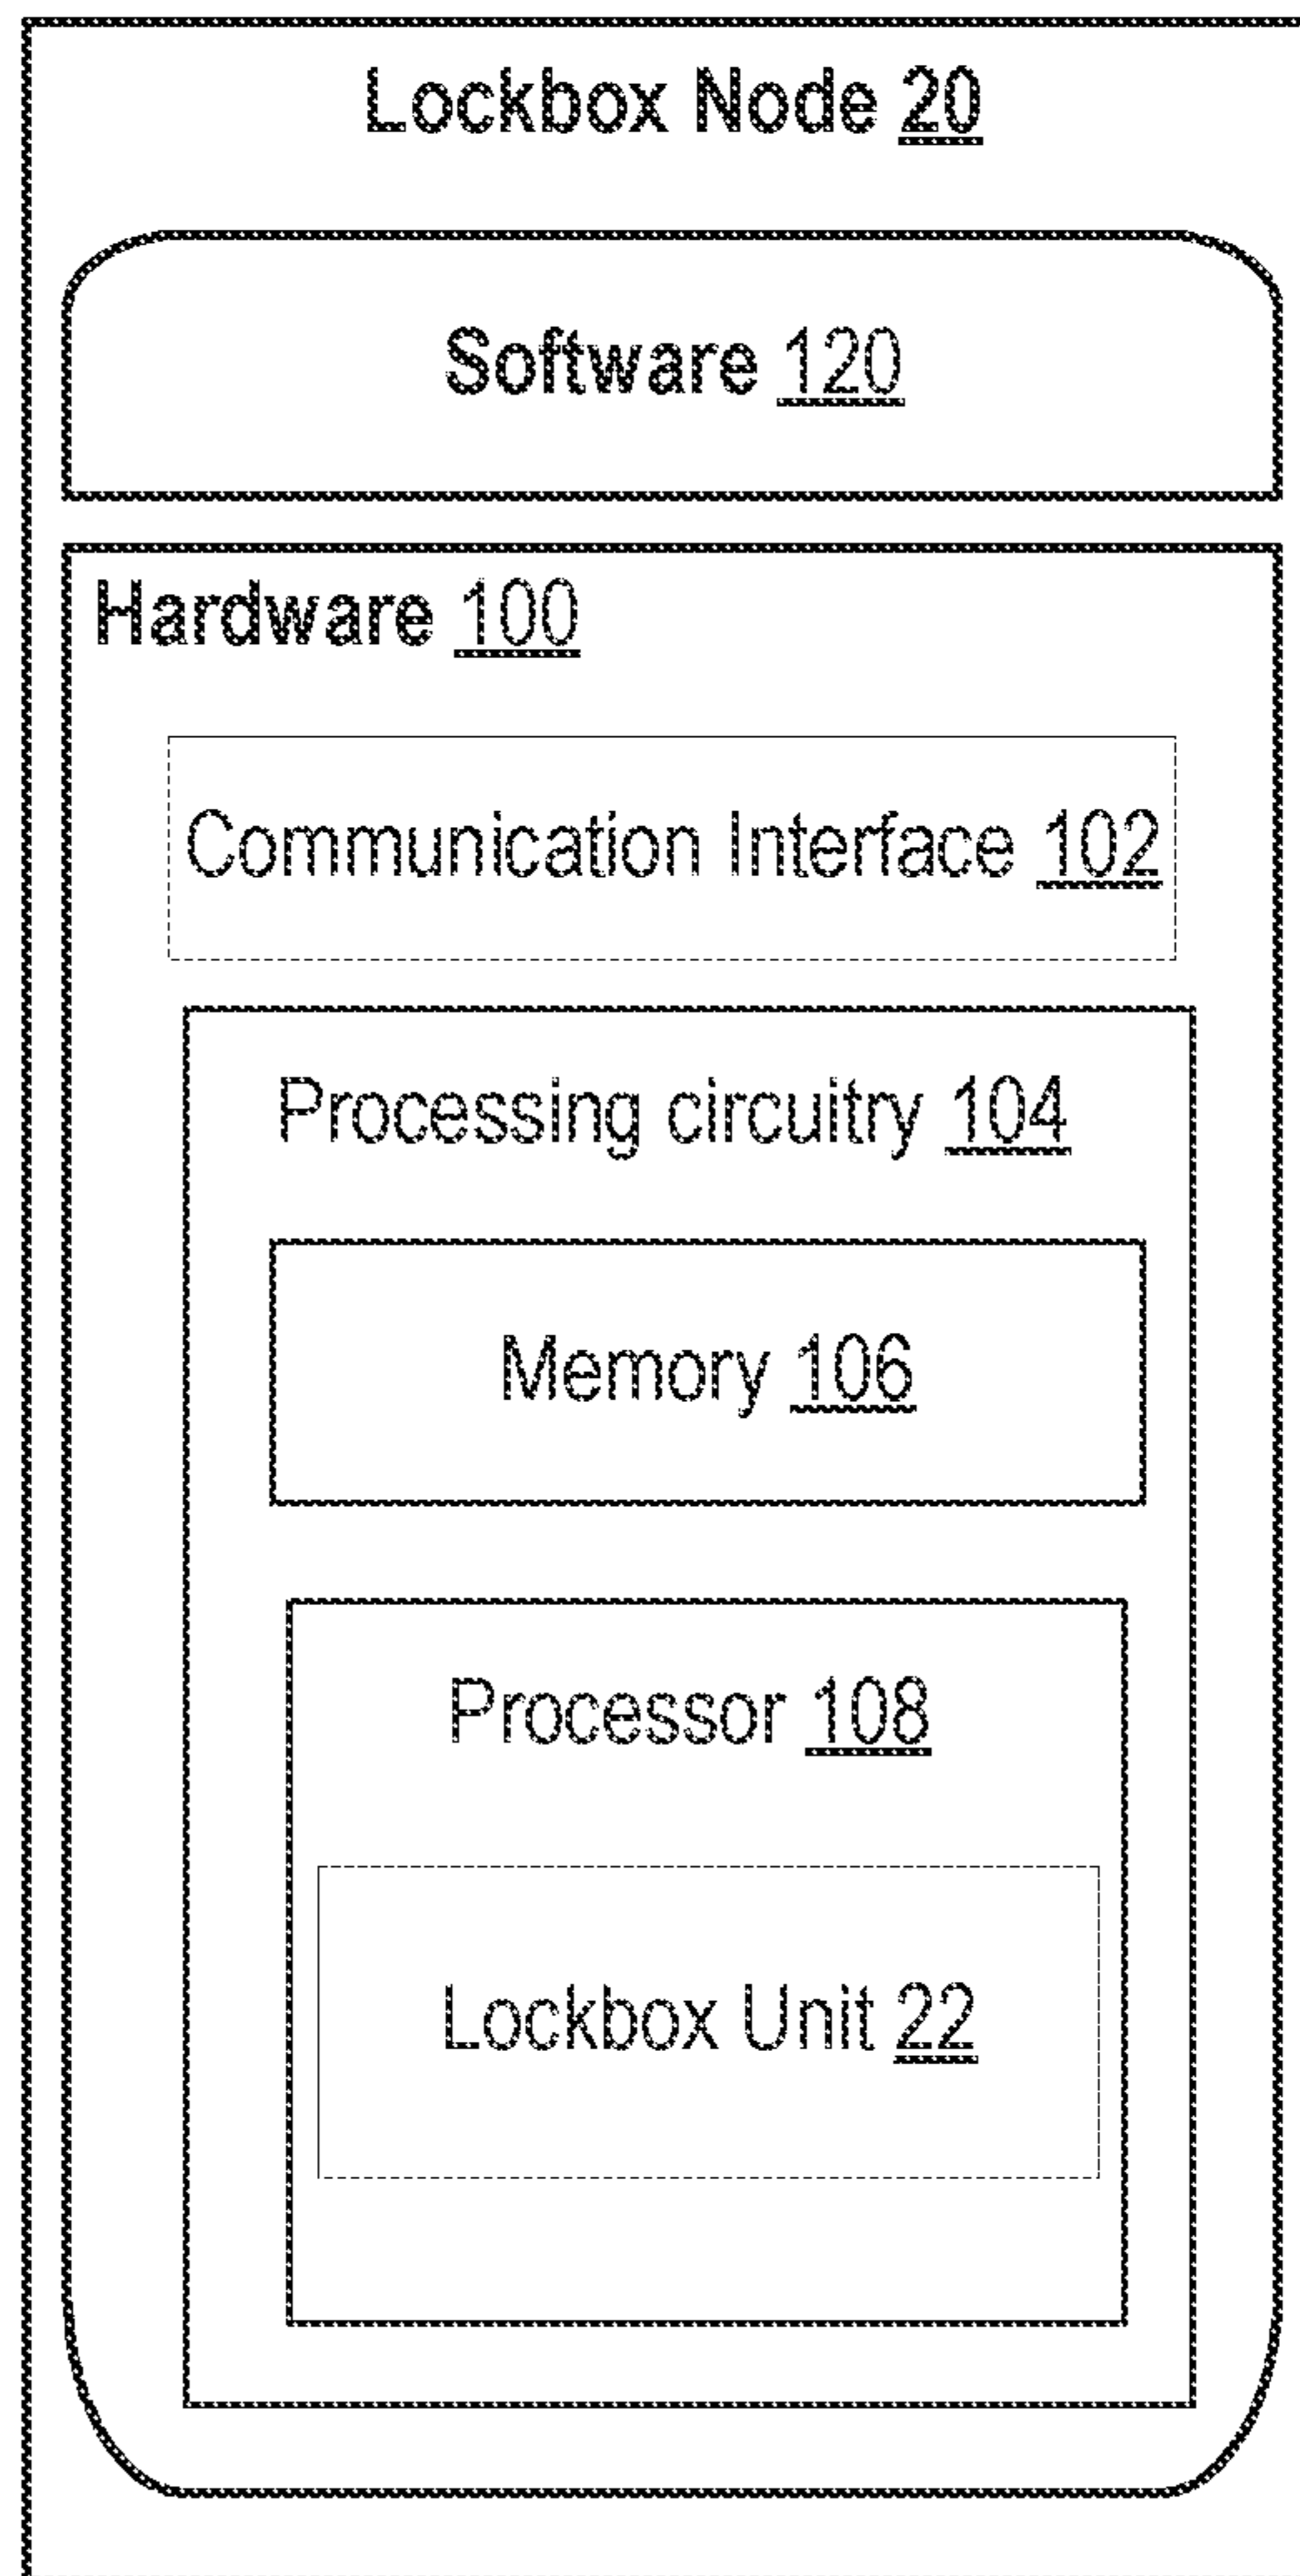 Lockbox Node 20
Software 120
Hardware 100
Communication Interface 102
Processing circuitry 104
Memory 106
Processor 108
Lockbox Unit 22